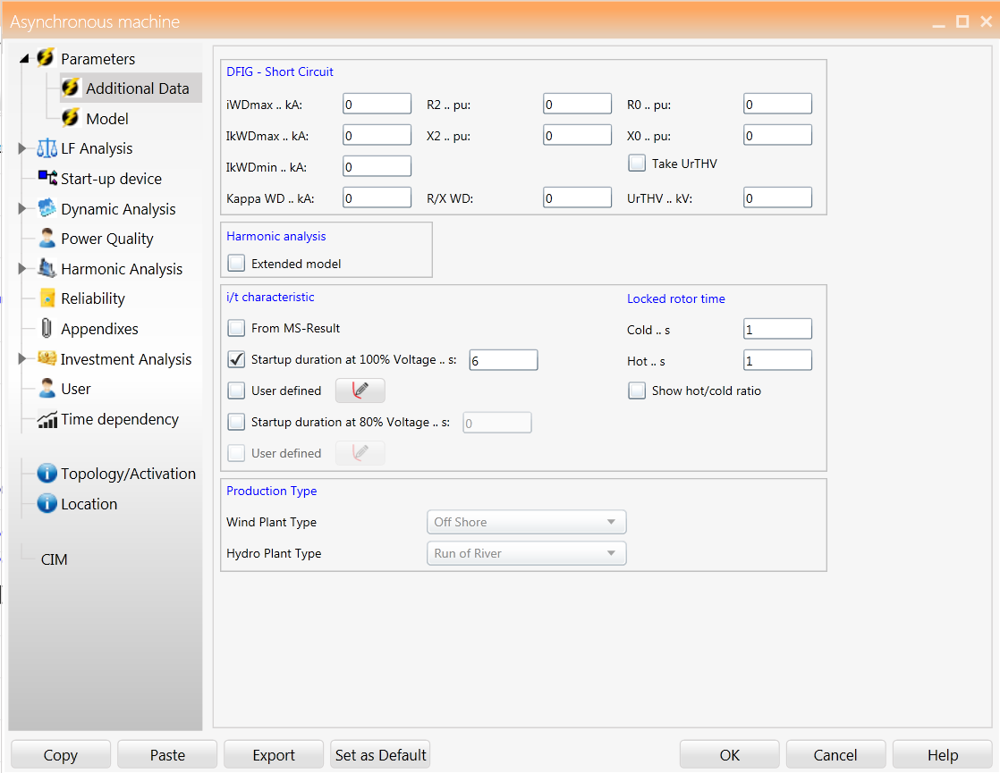 Asynchronous machine
Parameters
Additional Data
Model
LF Analysis
Start-up device
Dynamic Analysis
Power Quality
Harmonic Analysis
Reliability
Appendixes
Investment Analysis
User
Time dependency
Topology/Activation
Location
CIM
DFIG - Short Circuit
iWDmax .. kA: 0 R2 .. pu: 0 R0 .. pu: 0
IkWDmax .. kA: 0 X2 .. pu: 0 X0 .. pu: 0
IkWDmin .. kA: 0 Take UrTHV
Kappa WD .. kA: 0 R/X WD: 0 UrTHV .. kV: 0
Harmonic analysis
Extended model
i/t characteristic
From MS-Result
Startup duration at 100% Voltage .. s: 6
User defined
Startup duration at 80% Voltage .. s: 0
User defined
Locked rotor time
Cold .. s 1
Hot .. s 1
Show hot/cold ratio
Production Type
Wind Plant Type Off Shore
Hydro Plant Type Run of River
Copy Paste Export Set as Default OK Cancel Help